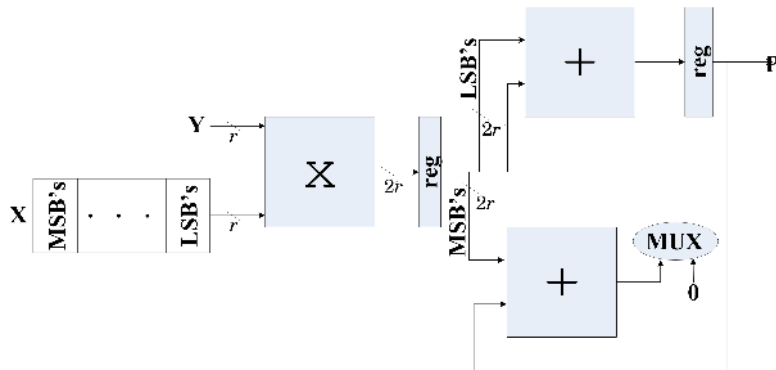 LSB's
+
reg
P
Y
r
X
reg
2r
2r
X
MSB's
. . .
LSB's
r
MSB's
2r
MUX
+
0